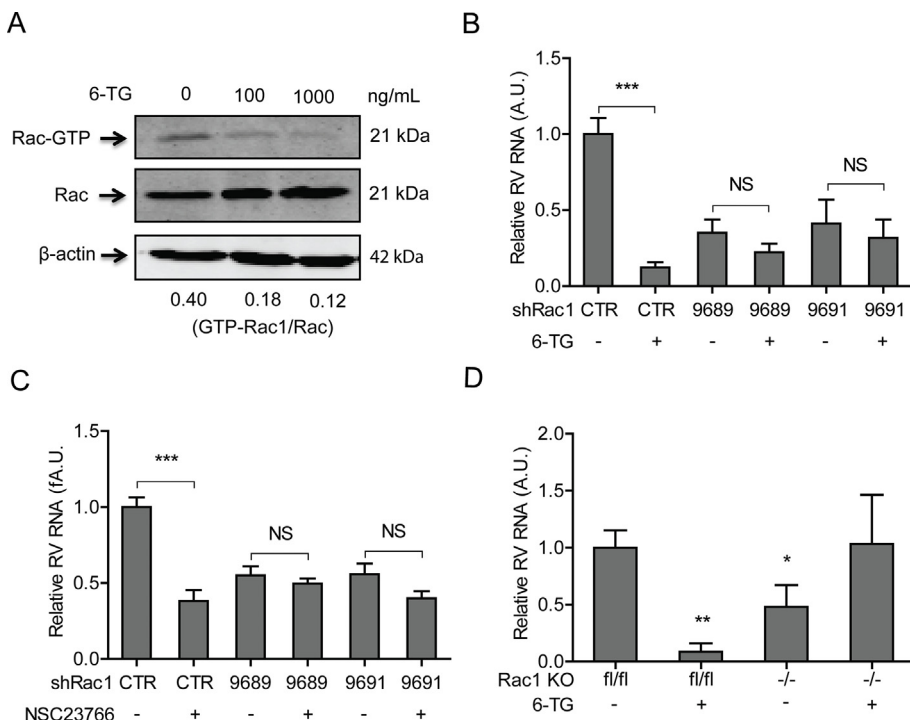 A
6-TG 0 100 1000 ng/mL
Rac-GTP 21 kDa
Rac 21 kDa
β-actin 42 kDa
0.40 0.18 0.12
(GTP-Rac1/Rac)
B
Relative RV RNA (A.U.)
1.5
1.0
0.5
0.0
*** NS NS
shRac1 CTR CTR 9689 9689 9691 9691
6-TG - + - + - +
C
Relative RV RNA (fA.U.
1.5
1.0
0.5
0.0
*** NS NS
shRac1 CTR CTR 9689 9689 9691 9691
NSC23766 - + - + - +
D
Relative RV RNA (A.U.)
2.0
1.5
1.0
0.5
0.0
** *
Rac1 KO fl/fl fl/fl -/- -/-
6-TG - + - +